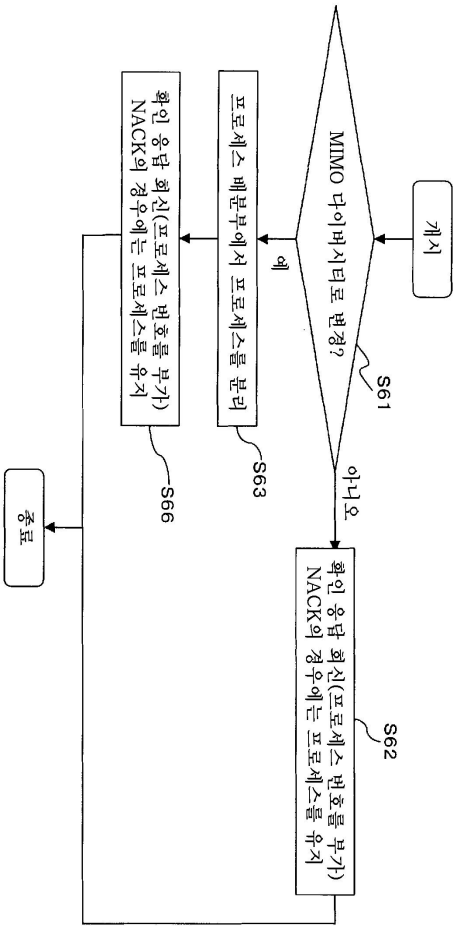 개시
MIMO 다이버시티로 변경?
S61
예
아니오
프로세스 배분부에서 프로세스를 분리
S63
확인 응답 회신(프로세스 번호를 부가)
NACK의 경우에는 프로세스를 유지
S66
확인 응답 회신(프로세스 번호를 부가)
NACK의 경우에는 프로세스를 유지
S62
종료